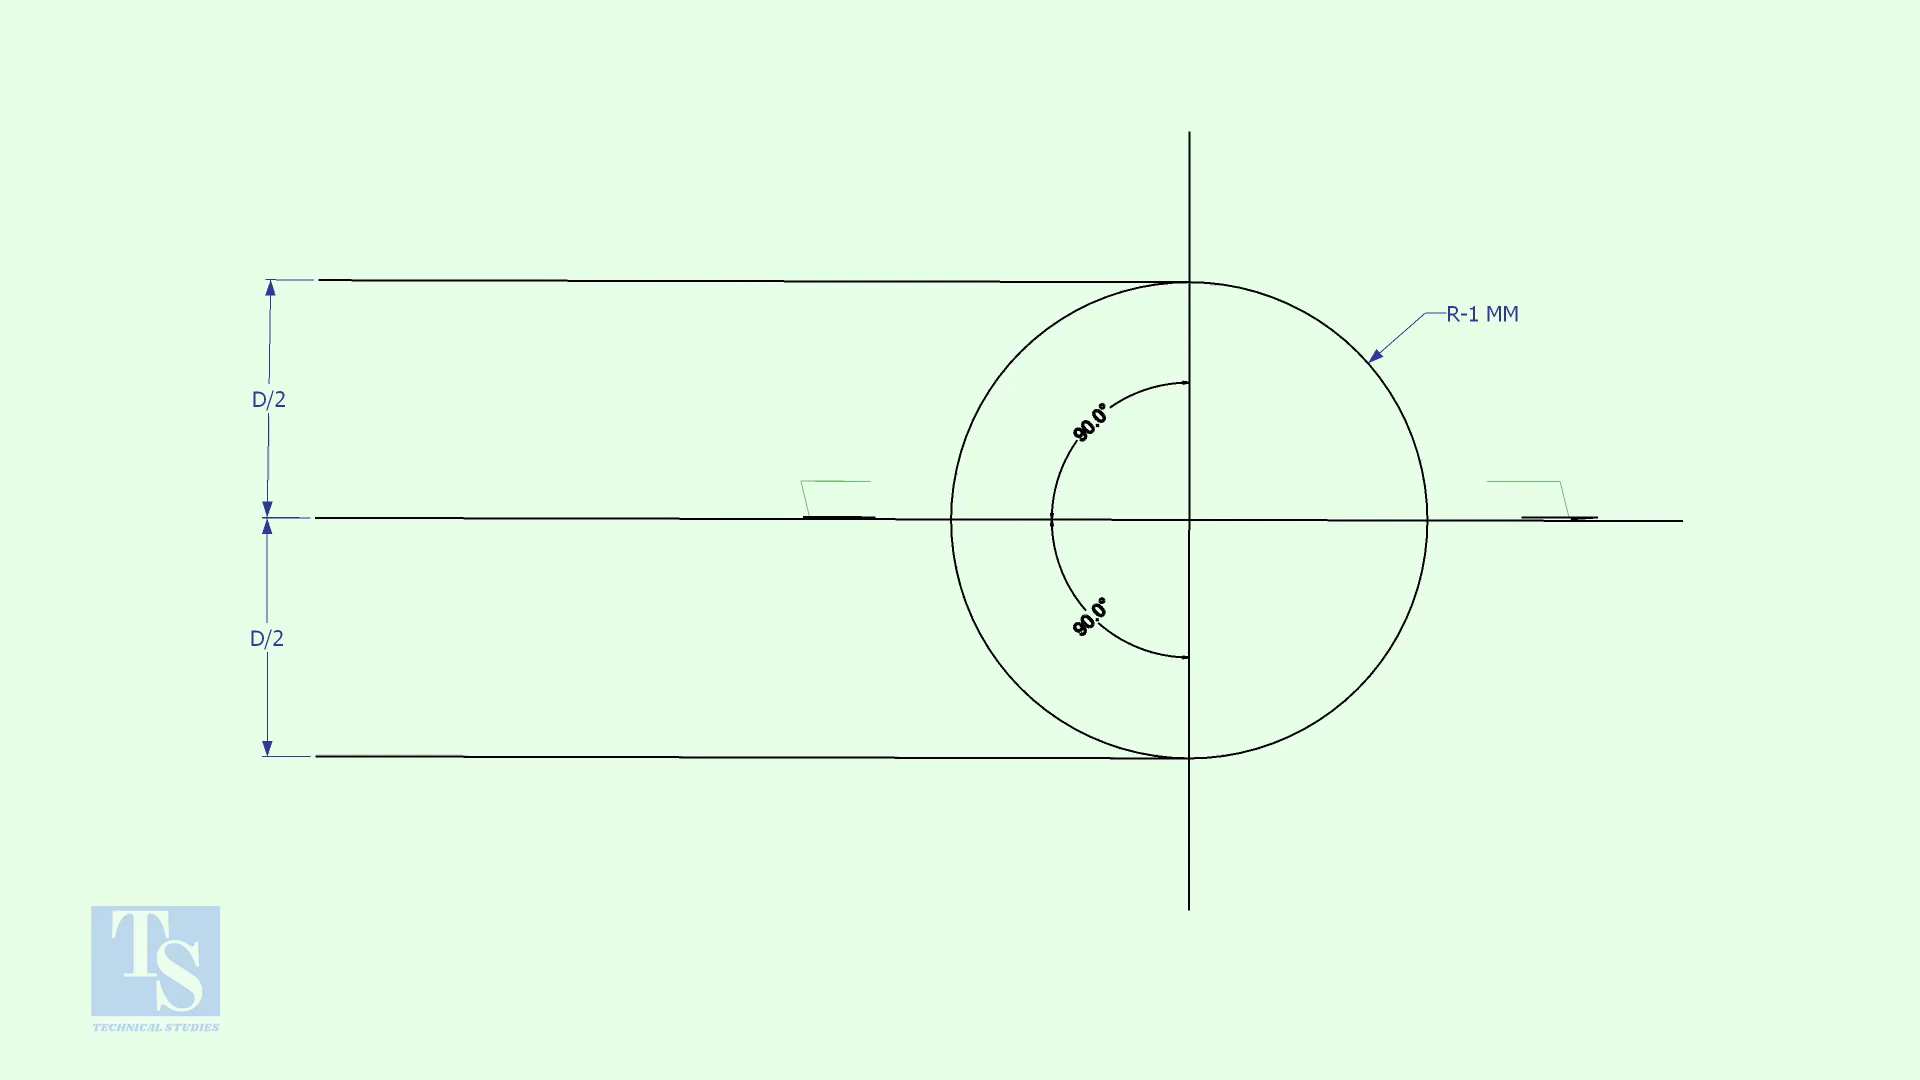 R-1 MM
D/2
90.0°
90.0°
D/2
TS
TECHNICAL STUDIES